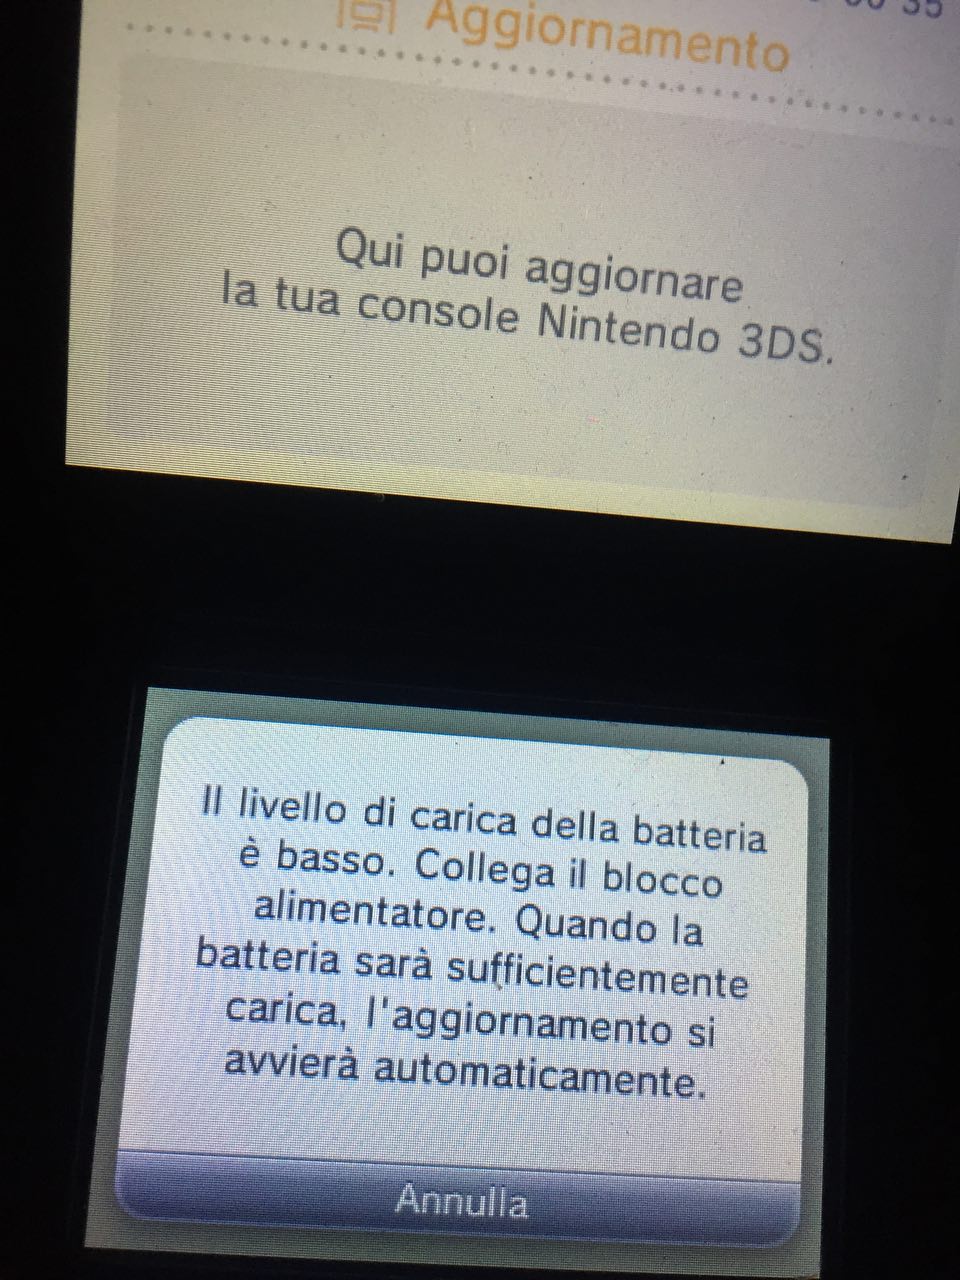 Aggiornamento
Qui puoi aggiornare
la tua console Nintendo 3DS.
Il livello di carica della batteria
è basso. Collega il blocco
alimentatore. Quando la
batteria sarà sufficientemente
carica, l'aggiornamento si
avvierà automaticamente.
Annulla